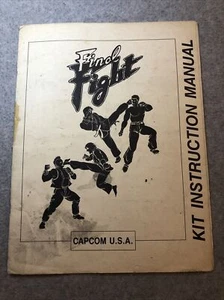 Final
Fight
KIT INSTRUCTION MANUAL
CAPCOM U.S.A.